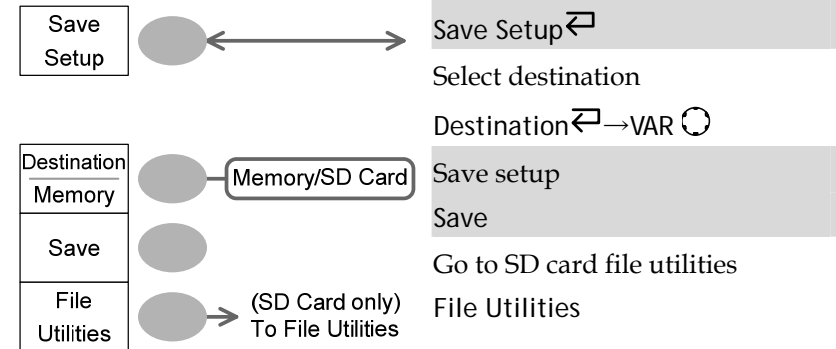 Save
Setup
Save Setup
Select destination
Destination →VAR
Destination
Memory
Memory/SD Card
Save
File
Utilities
(SD Card only)
To File Utilities
Save setup
Save
Go to SD card file utilities
File Utilities